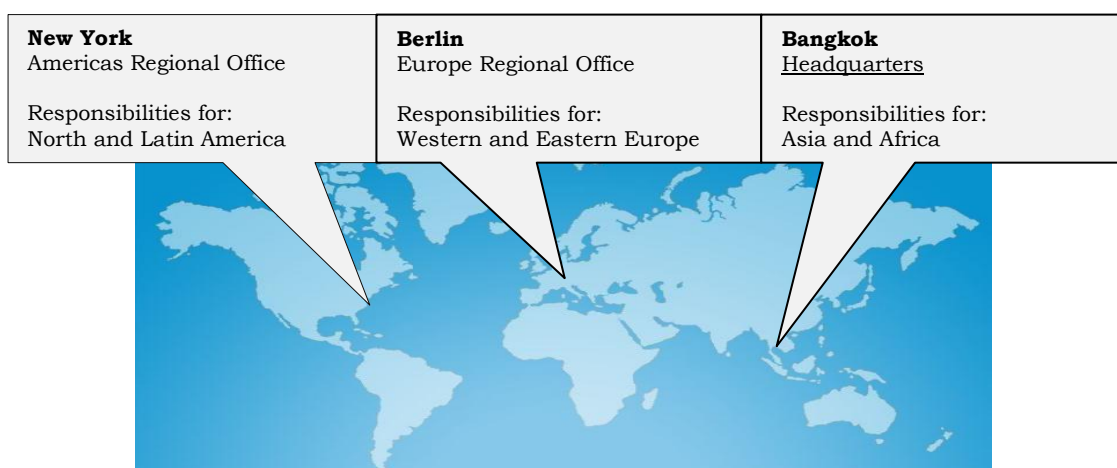 New York
Americas Regional Office
Responsibilities for:
North and Latin America
Berlin
Europe Regional Office
Responsibilities for:
Western and Eastern Europe
Bangkok
Headquarters
Responsibilities for:
Asia and Africa